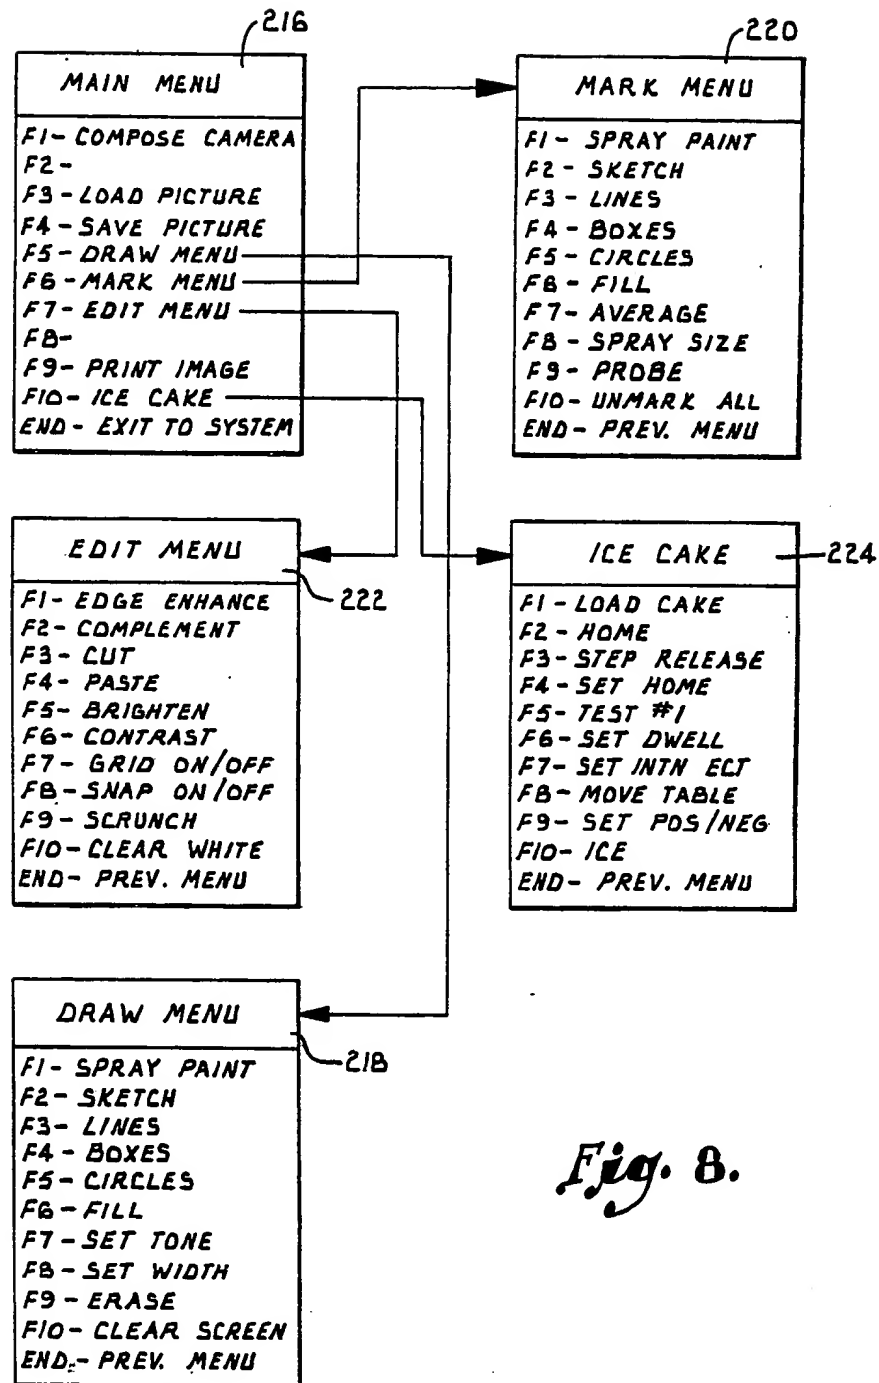 216
MAIN MENU
F1- COMPOSE CAMERA
F2-
F3- LOAD PICTURE
F4- SAVE PICTURE
F5- DRAW MENU
F6- MARK MENU
F7- EDIT MENU
F8-
F9- PRINT IMAGE
F10- ICE CAKE
END- EXIT TO SYSTEM
220
MARK MENU
F1- SPRAY PAINT
F2- SKETCH
F3- LINES
F4- BOXES
F5- CIRCLES
F6- FILL
F7- AVERAGE
F8- SPRAY SIZE
F9- PROBE
F10- UNMARK ALL
END- PREV. MENU
EDIT MENU
222
F1- EDGE ENHANCE
F2- COMPLEMENT
F3- CUT
F4- PASTE
F5- BRIGHTEN
F6- CONTRAST
F7- GRID ON/OFF
F8- SNAP ON/OFF
F9- SCRUNCH
F10- CLEAR WHITE
END- PREV. MENU
ICE CAKE
224
F1- LOAD CAKE
F2- HOME
F3- STEP RELEASE
F4- SET HOME
F5- TEST #1
F6- SET DWELL
F7- SET INTN ECT
F8- MOVE TABLE
F9- SET POS/NEG
F10- ICE
END- PREV. MENU
DRAW MENU
218
F1- SPRAY PAINT
F2- SKETCH
F3- LINES
F4- BOXES
F5- CIRCLES
F6- FILL
F7- SET TONE
F8- SET WIDTH
F9- ERASE
F10- CLEAR SCREEN
END- PREV. MENU
Fig. 8.